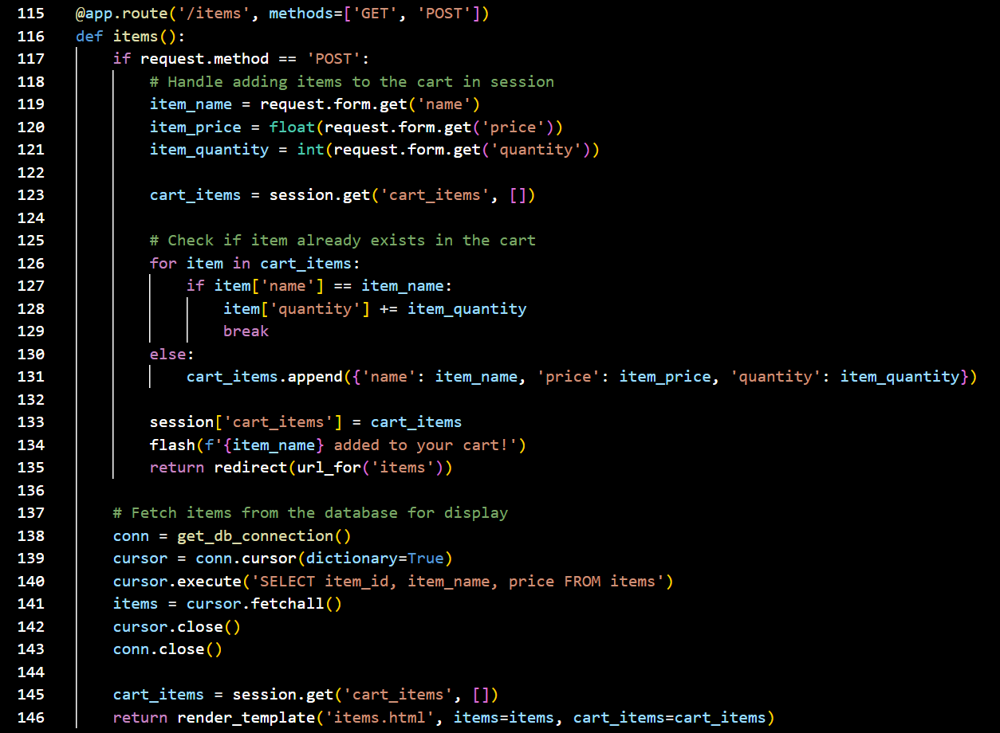 115 @app.route('/items', methods=['GET', 'POST'])
116 def items():
117     if request.method == 'POST':
118         # Handle adding items to the cart in session
119         item_name = request.form.get('name')
120         item_price = float(request.form.get('price'))
121         item_quantity = int(request.form.get('quantity'))
122
123         cart_items = session.get('cart_items', [])
124
125         # Check if item already exists in the cart
126         for item in cart_items:
127             if item['name'] == item_name:
128                 item['quantity'] += item_quantity
129                 break
130         else:
131             cart_items.append({'name': item_name, 'price': item_price, 'quantity': item_quantity})
132
133         session['cart_items'] = cart_items
134         flash(f'{item_name} added to your cart!')
135         return redirect(url_for('items'))
136
137     # Fetch items from the database for display
138     conn = get_db_connection()
139     cursor = conn.cursor(dictionary=True)
140     cursor.execute('SELECT item_id, item_name, price FROM items')
141     items = cursor.fetchall()
142     cursor.close()
143     conn.close()
144
145     cart_items = session.get('cart_items', [])
146     return render_template('items.html', items=items, cart_items=cart_items)